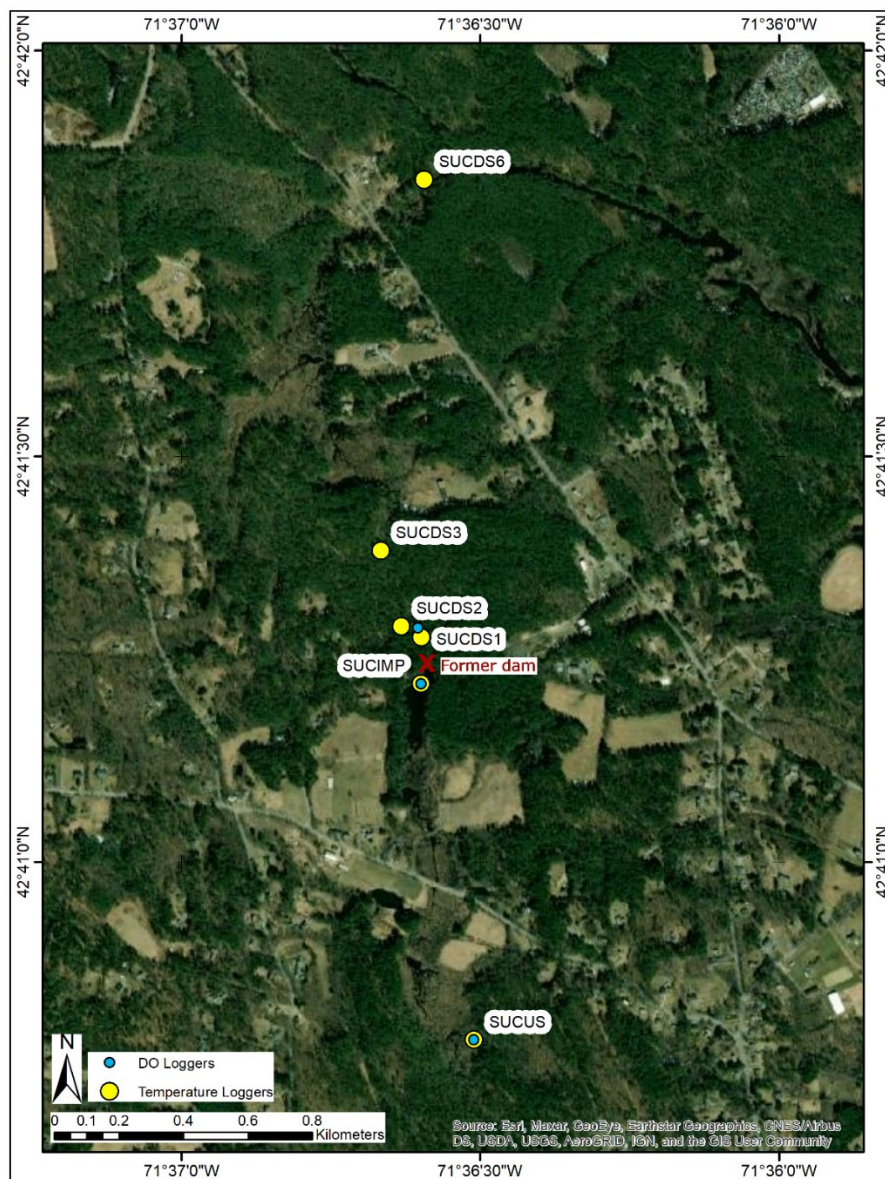 71°37'0"W 71°36'30"W 71°36'0"W
42°42'0"N 42°42'0"N
SUCDS6
42°41'30"N 42°41'30"N
SUCDS3
SUCDS2
SUCDS1
SUCIMP
Former dam
42°41'0"N 42°41'0"N
SUCUS
N
DO Loggers
Temperature Loggers
0 0.1 0.2 0.4 0.6 0.8
Kilometers
Source: Esri, Maxar, GeoEye, Earthstar Geographics, CNES/Airbus
DS, USDA, USGS, AeroGRID, IGN, and the GIS User Community
71°37'0"W 71°36'30"W 71°36'0"W